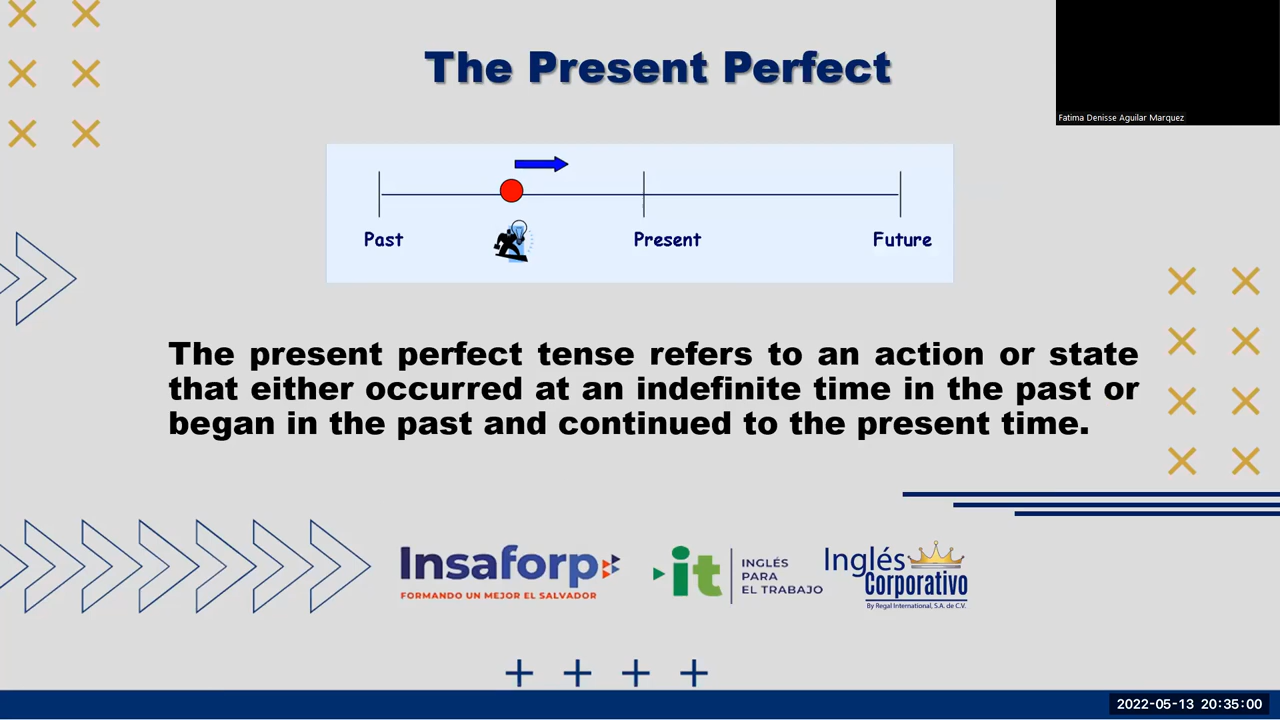 The Present Perfect
Fatima Denisse Aguilar Marquez
Past
Present
Future
The present perfect tense refers to an action or state
that either occurred at an indefinite time in the past or
began in the past and continued to the present time.
Insaforp
FORMANDO UN MEJOR EL SALVADOR
it
INGLÉS
PARA
EL TRABAJO
Inglés
Corporativo
By Regal International, S.A. de C.V.
2022-05-13 20:35:00